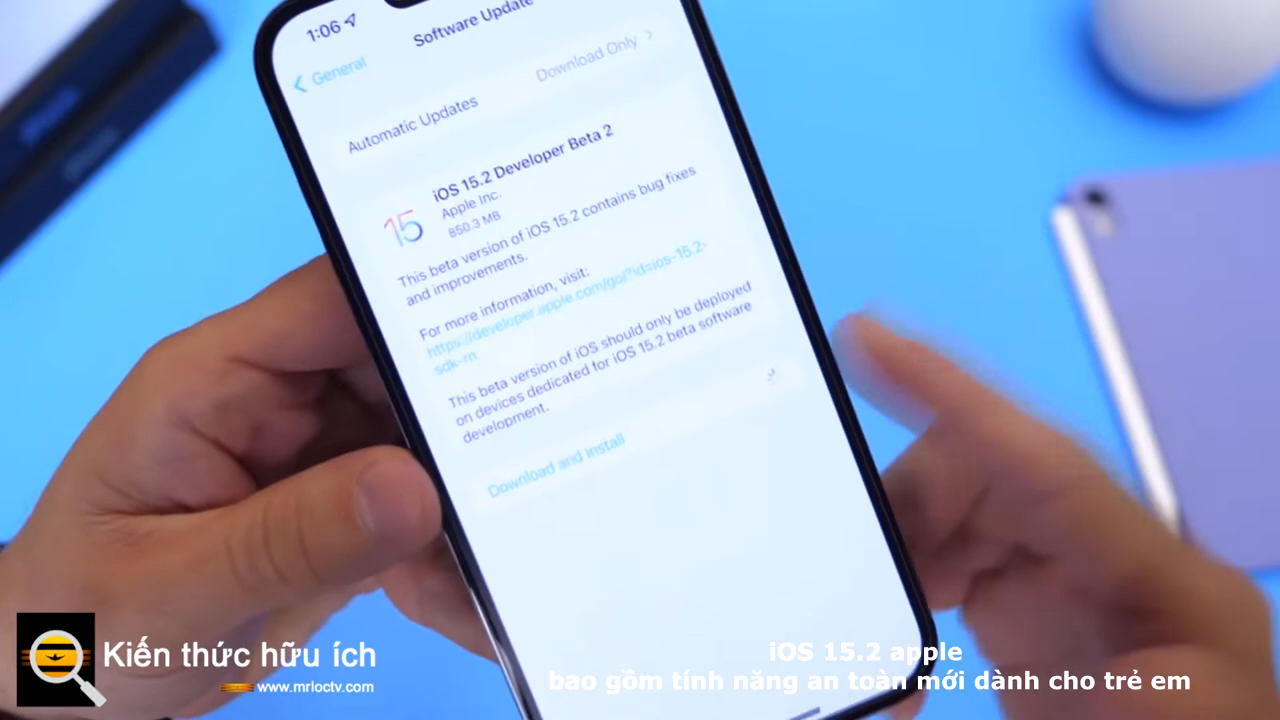 1:06
Software Update
General
Automatic Updates
Download Only
iOS 15.2 Developer Beta 2
Apple Inc.
850.3 MB
15
This beta version of iOS 15.2 contains bug fixes
and improvements.
For more information, visit:
https://developer.apple.com/go/?id=ios-15.2-
sdk-rn
This beta version of iOS should only be deployed
on devices dedicated for iOS 15.2 beta software
development.
Download and Install
Kiến thức hữu ích
www.mrloctv.com
iOS 15.2 apple
bao gồm tính năng an toàn mới dành cho trẻ em